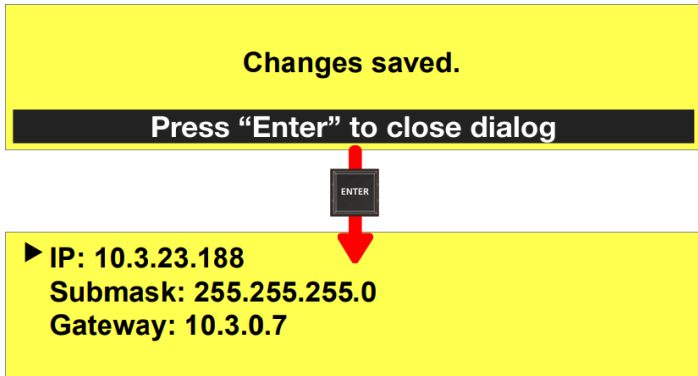 Changes saved.
Press “Enter” to close dialog
ENTER
IP: 10.3.23.188
Submask: 255.255.255.0
Gateway: 10.3.0.7